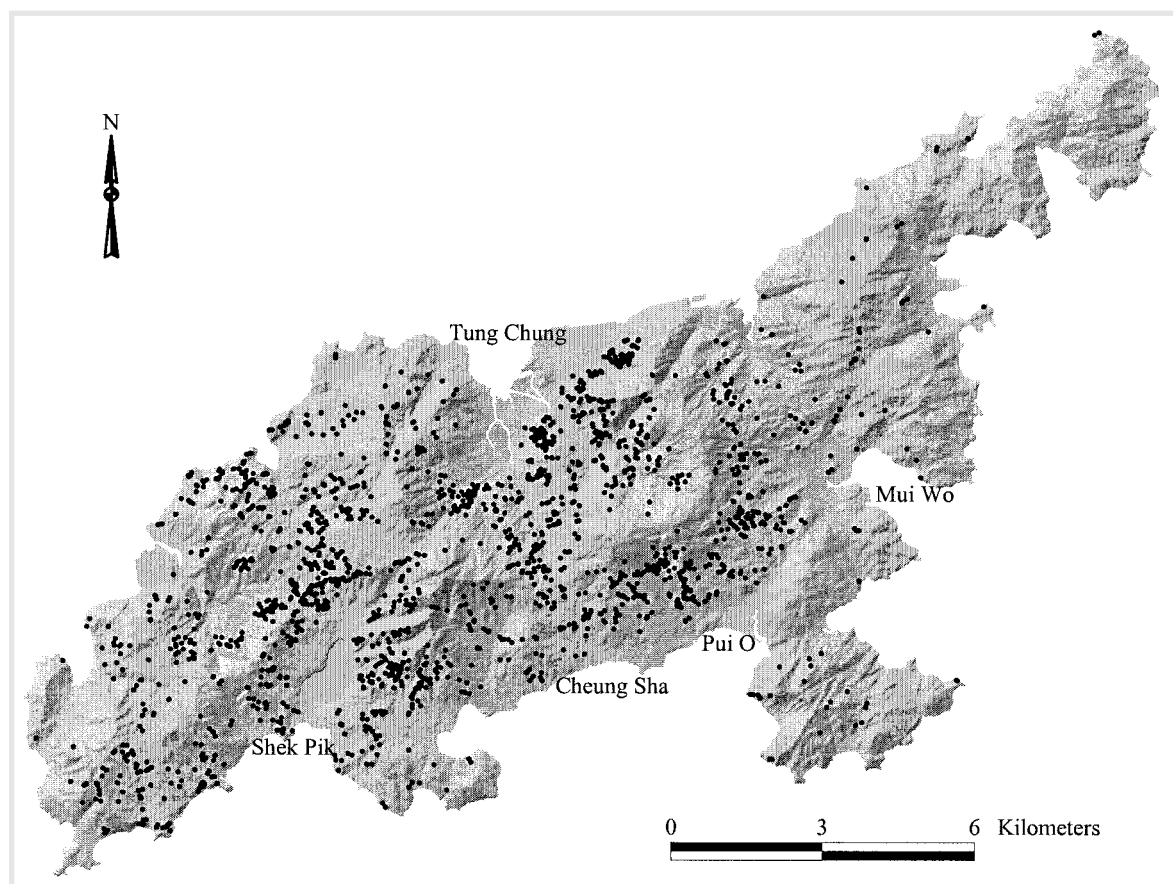 N
Tung Chung
Mui Wo
Pui O
Cheung Sha
Shek Pik
0 3 6 Kilometers